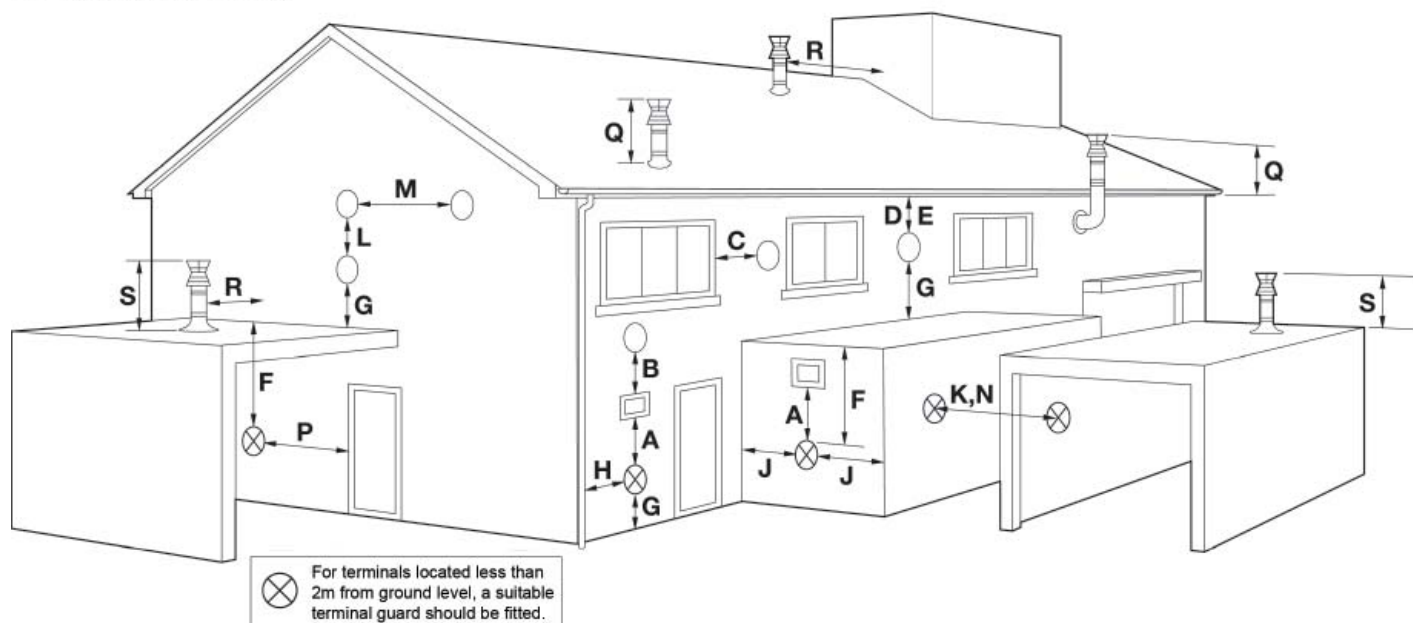 R
Q
Q
M
D E
C
L
S
R
G
G
S
B
F
F
K,N
A
A
P
H
J
J
G
For terminals located less than
2m from ground level, a suitable
terminal guard should be fitted.